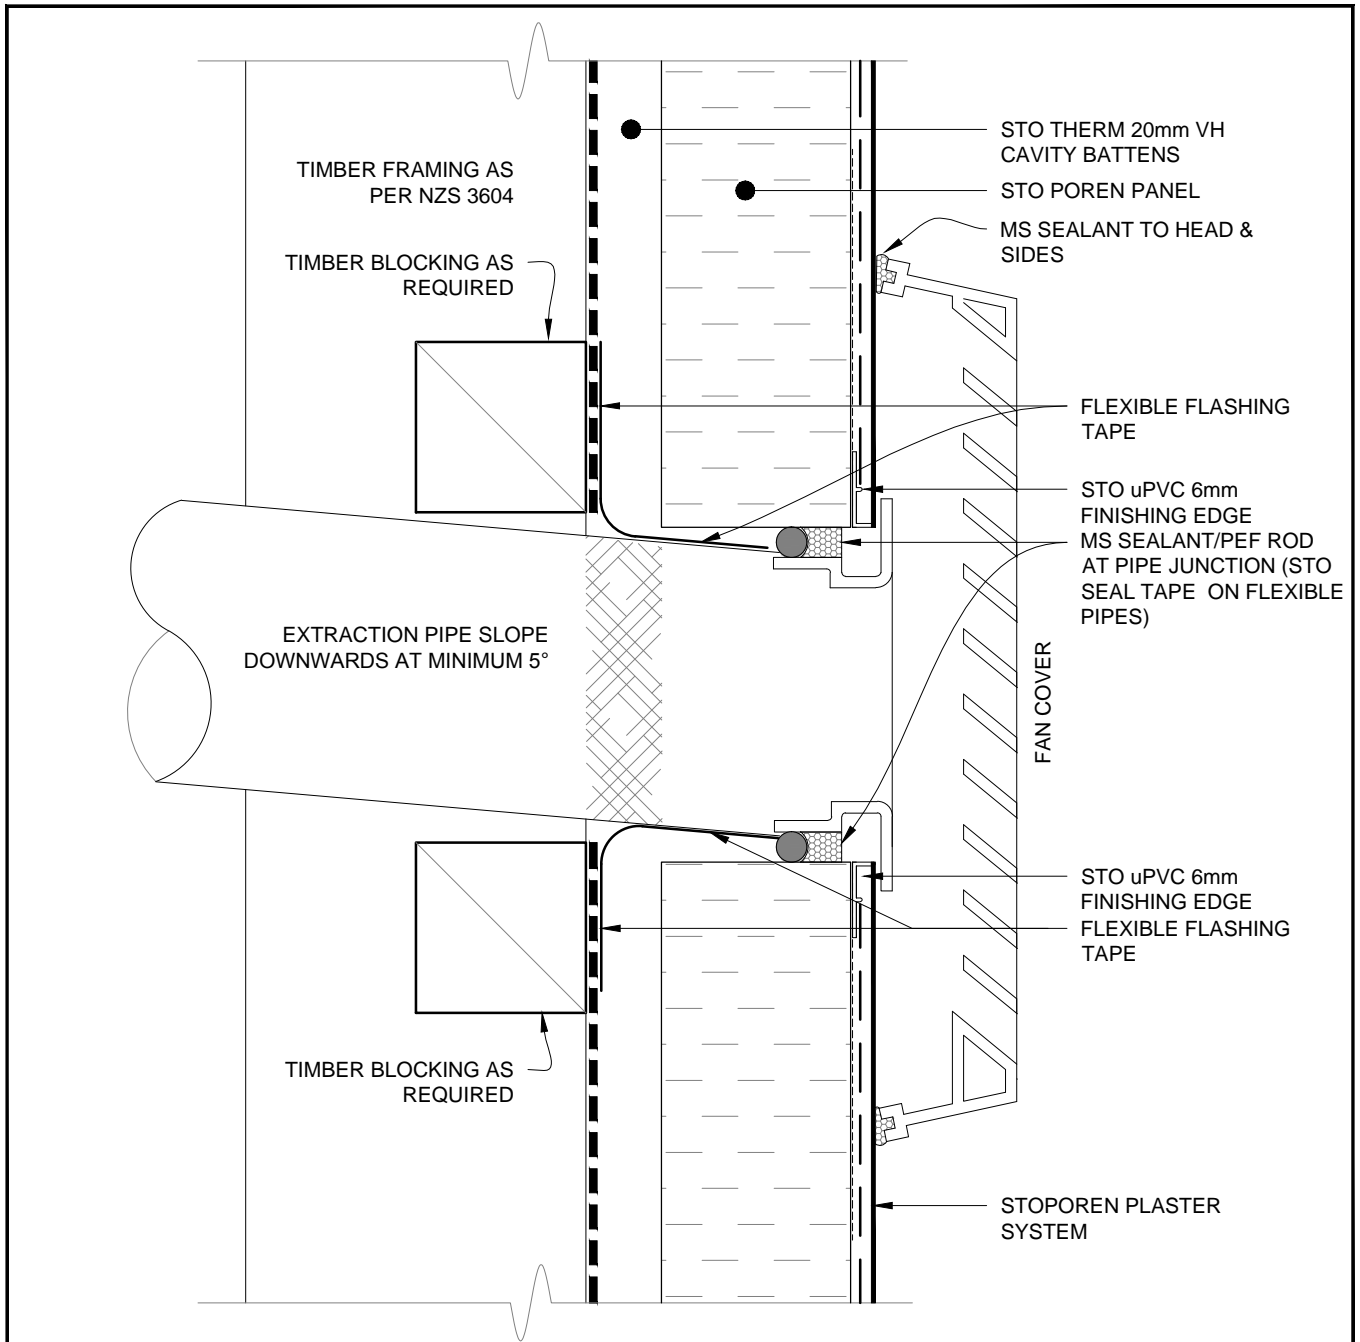 TIMBER FRAMING AS
PER NZS 3604
TIMBER BLOCKING AS
REQUIRED
EXTRACTION PIPE SLOPE
DOWNWARDS AT MINIMUM 5°
TIMBER BLOCKING AS
REQUIRED
STO THERM 20mm VH
CAVITY BATTENS
STO POREN PANEL
MS SEALANT TO HEAD &
SIDES
FLEXIBLE FLASHING
TAPE
STO uPVC 6mm
FINISHING EDGE
MS SEALANT/PEF ROD
AT PIPE JUNCTION (STO
SEAL TAPE ON FLEXIBLE
PIPES)
FAN COVER
STO uPVC 6mm
FINISHING EDGE
FLEXIBLE FLASHING
TAPE
STOPOREN PLASTER
SYSTEM